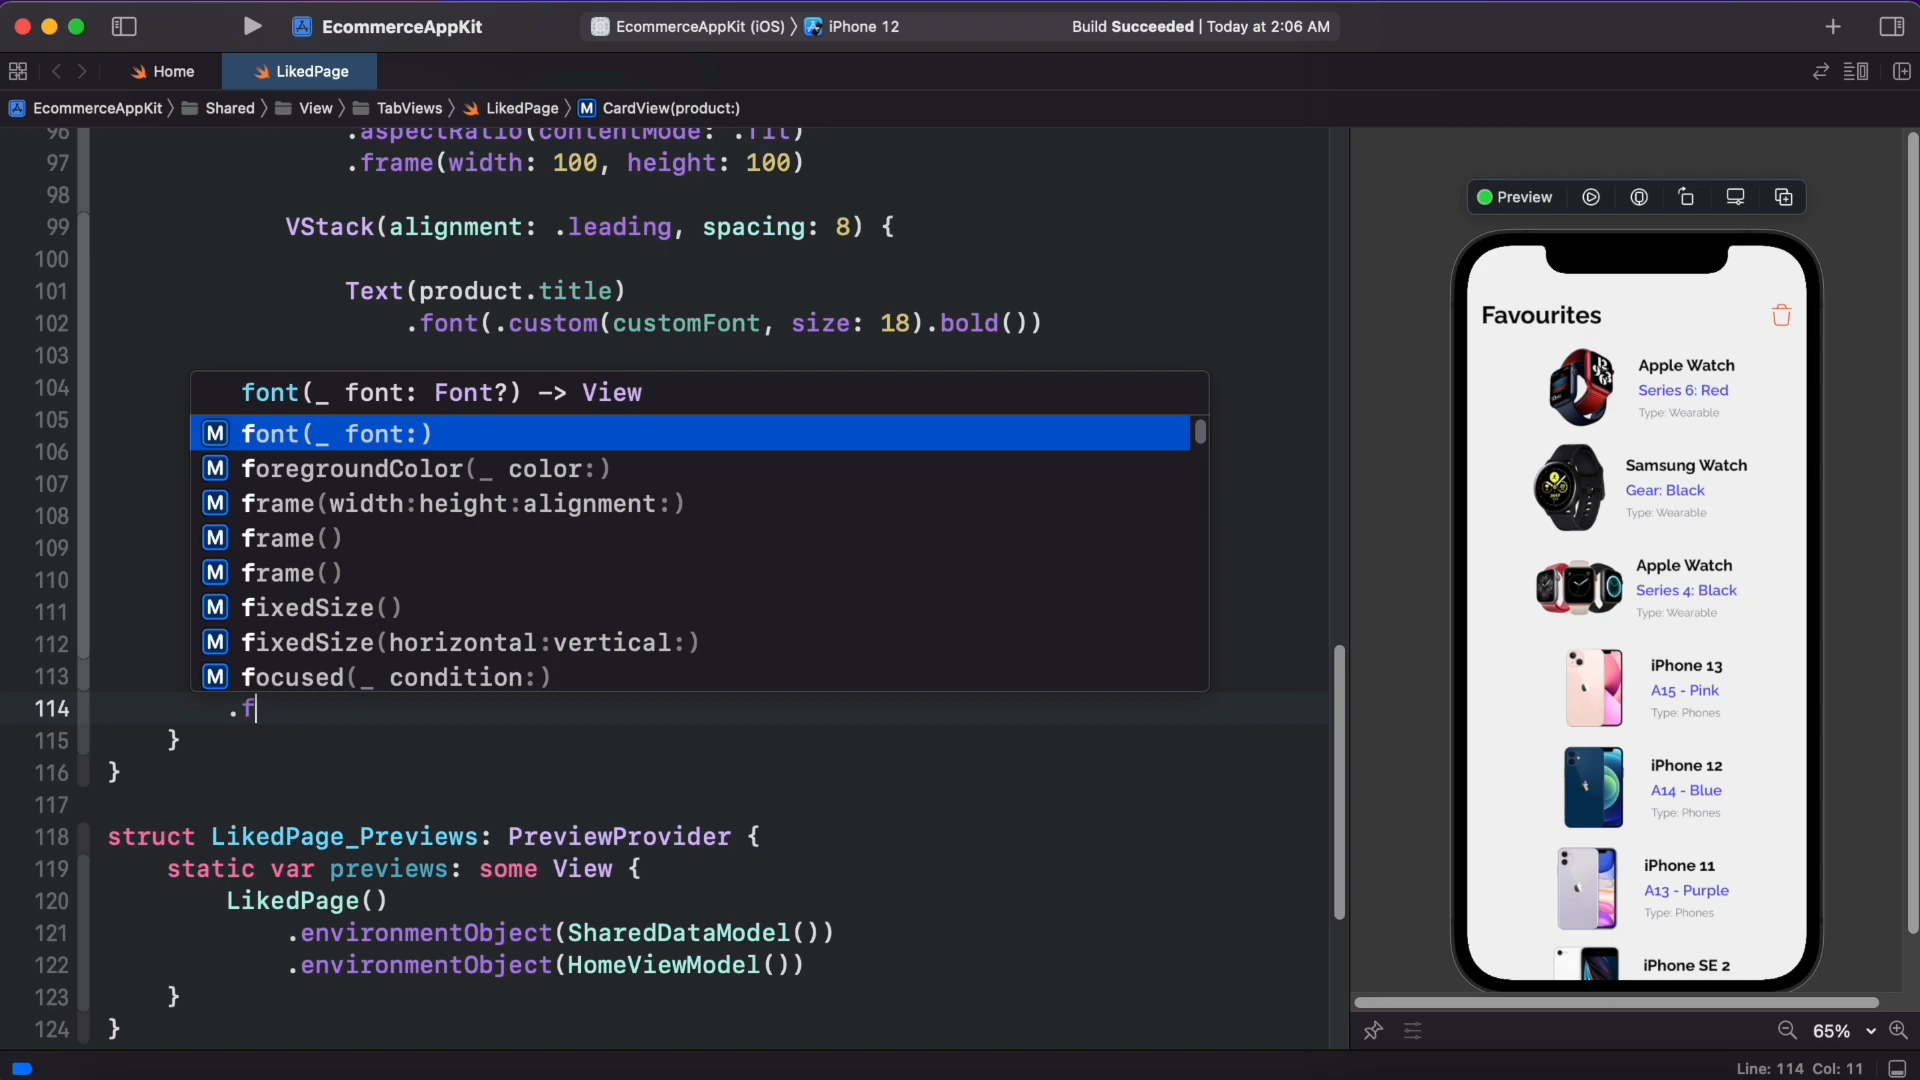 EcommerceAppKit
EcommerceAppKit (iOS) 〉 iPhone 12
Build Succeeded | Today at 2:06 AM
Home
LikedPage
EcommerceAppKit 〉 Shared 〉 View 〉 TabViews 〉 LikedPage 〉 M CardView(product:)
96 .aspectRatio(contentMode: .fit)
97 .frame(width: 100, height: 100)
98
99 VStack(alignment: .leading, spacing: 8) {
100
101 Text(product.title)
102 .font(.custom(customFont, size: 18).bold())
103
104
105
106
107
108
109
110
111
112
113
font(_ font: Font?) -> View
M font(_ font:)
M foregroundColor(_ color:)
M frame(width:height:alignment:)
M frame()
M frame()
M fixedSize()
M fixedSize(horizontal:vertical:)
M focused(_ condition:)
114 .f
115 }
116 }
117
118 struct LikedPage_Previews: PreviewProvider {
119 static var previews: some View {
120 LikedPage()
121 .environmentObject(SharedDataModel())
122 .environmentObject(HomeViewModel())
123 }
124 }
Preview
Favourites
Apple Watch
Series 6: Red
Type: Wearable
Samsung Watch
Gear: Black
Type: Wearable
Apple Watch
Series 4: Black
Type: Wearable
iPhone 13
A15 - Pink
Type: Phones
iPhone 12
A14 - Blue
Type: Phones
iPhone 11
A13 - Purple
Type: Phones
iPhone SE 2
65%
Line: 114 Col: 11